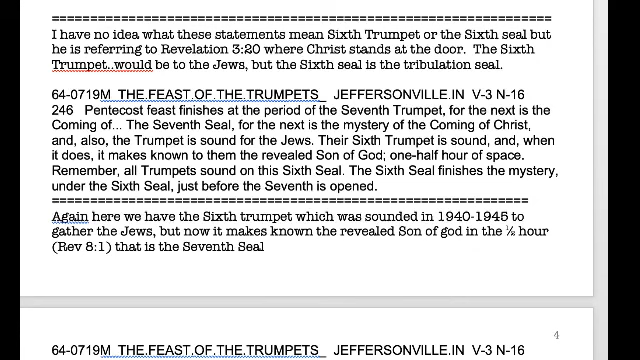 ================================================
I have no idea what these statements mean Sixth Trumpet or the Sixth seal but
he is referring to Revelation 3:20 where Christ stands at the door.  The Sixth
Trumpet..would be to the Jews, but the Sixth seal is the tribulation seal.
64-0719M  THE.FEAST.OF.THE.TRUMPETS_  JEFFERSONVILLE.IN  V-3 N-16
246   Pentecost feast finishes at the period of the Seventh Trumpet, for the next is the
Coming of... The Seventh Seal, for the next is the mystery of the Coming of Christ,
and, also, the Trumpet is sound for the Jews. Their Sixth Trumpet is sound, and, when
it does, it makes known to them the revealed Son of God; one-half hour of space.
Remember, all Trumpets sound on this Sixth Seal. The Sixth Seal finishes the mystery,
under the Sixth Seal, just before the Seventh is opened.
==============================================
Again here we have the Sixth trumpet which was sounded in 1940-1945 to
gather the Jews, but now it makes known the revealed Son of god in the ½ hour
(Rev 8:1) that is the Seventh Seal
4
64-0719M  THE.FEAST.OF.THE.TRUMPETS_  JEFFERSONVILLE.IN  V-3 N-16